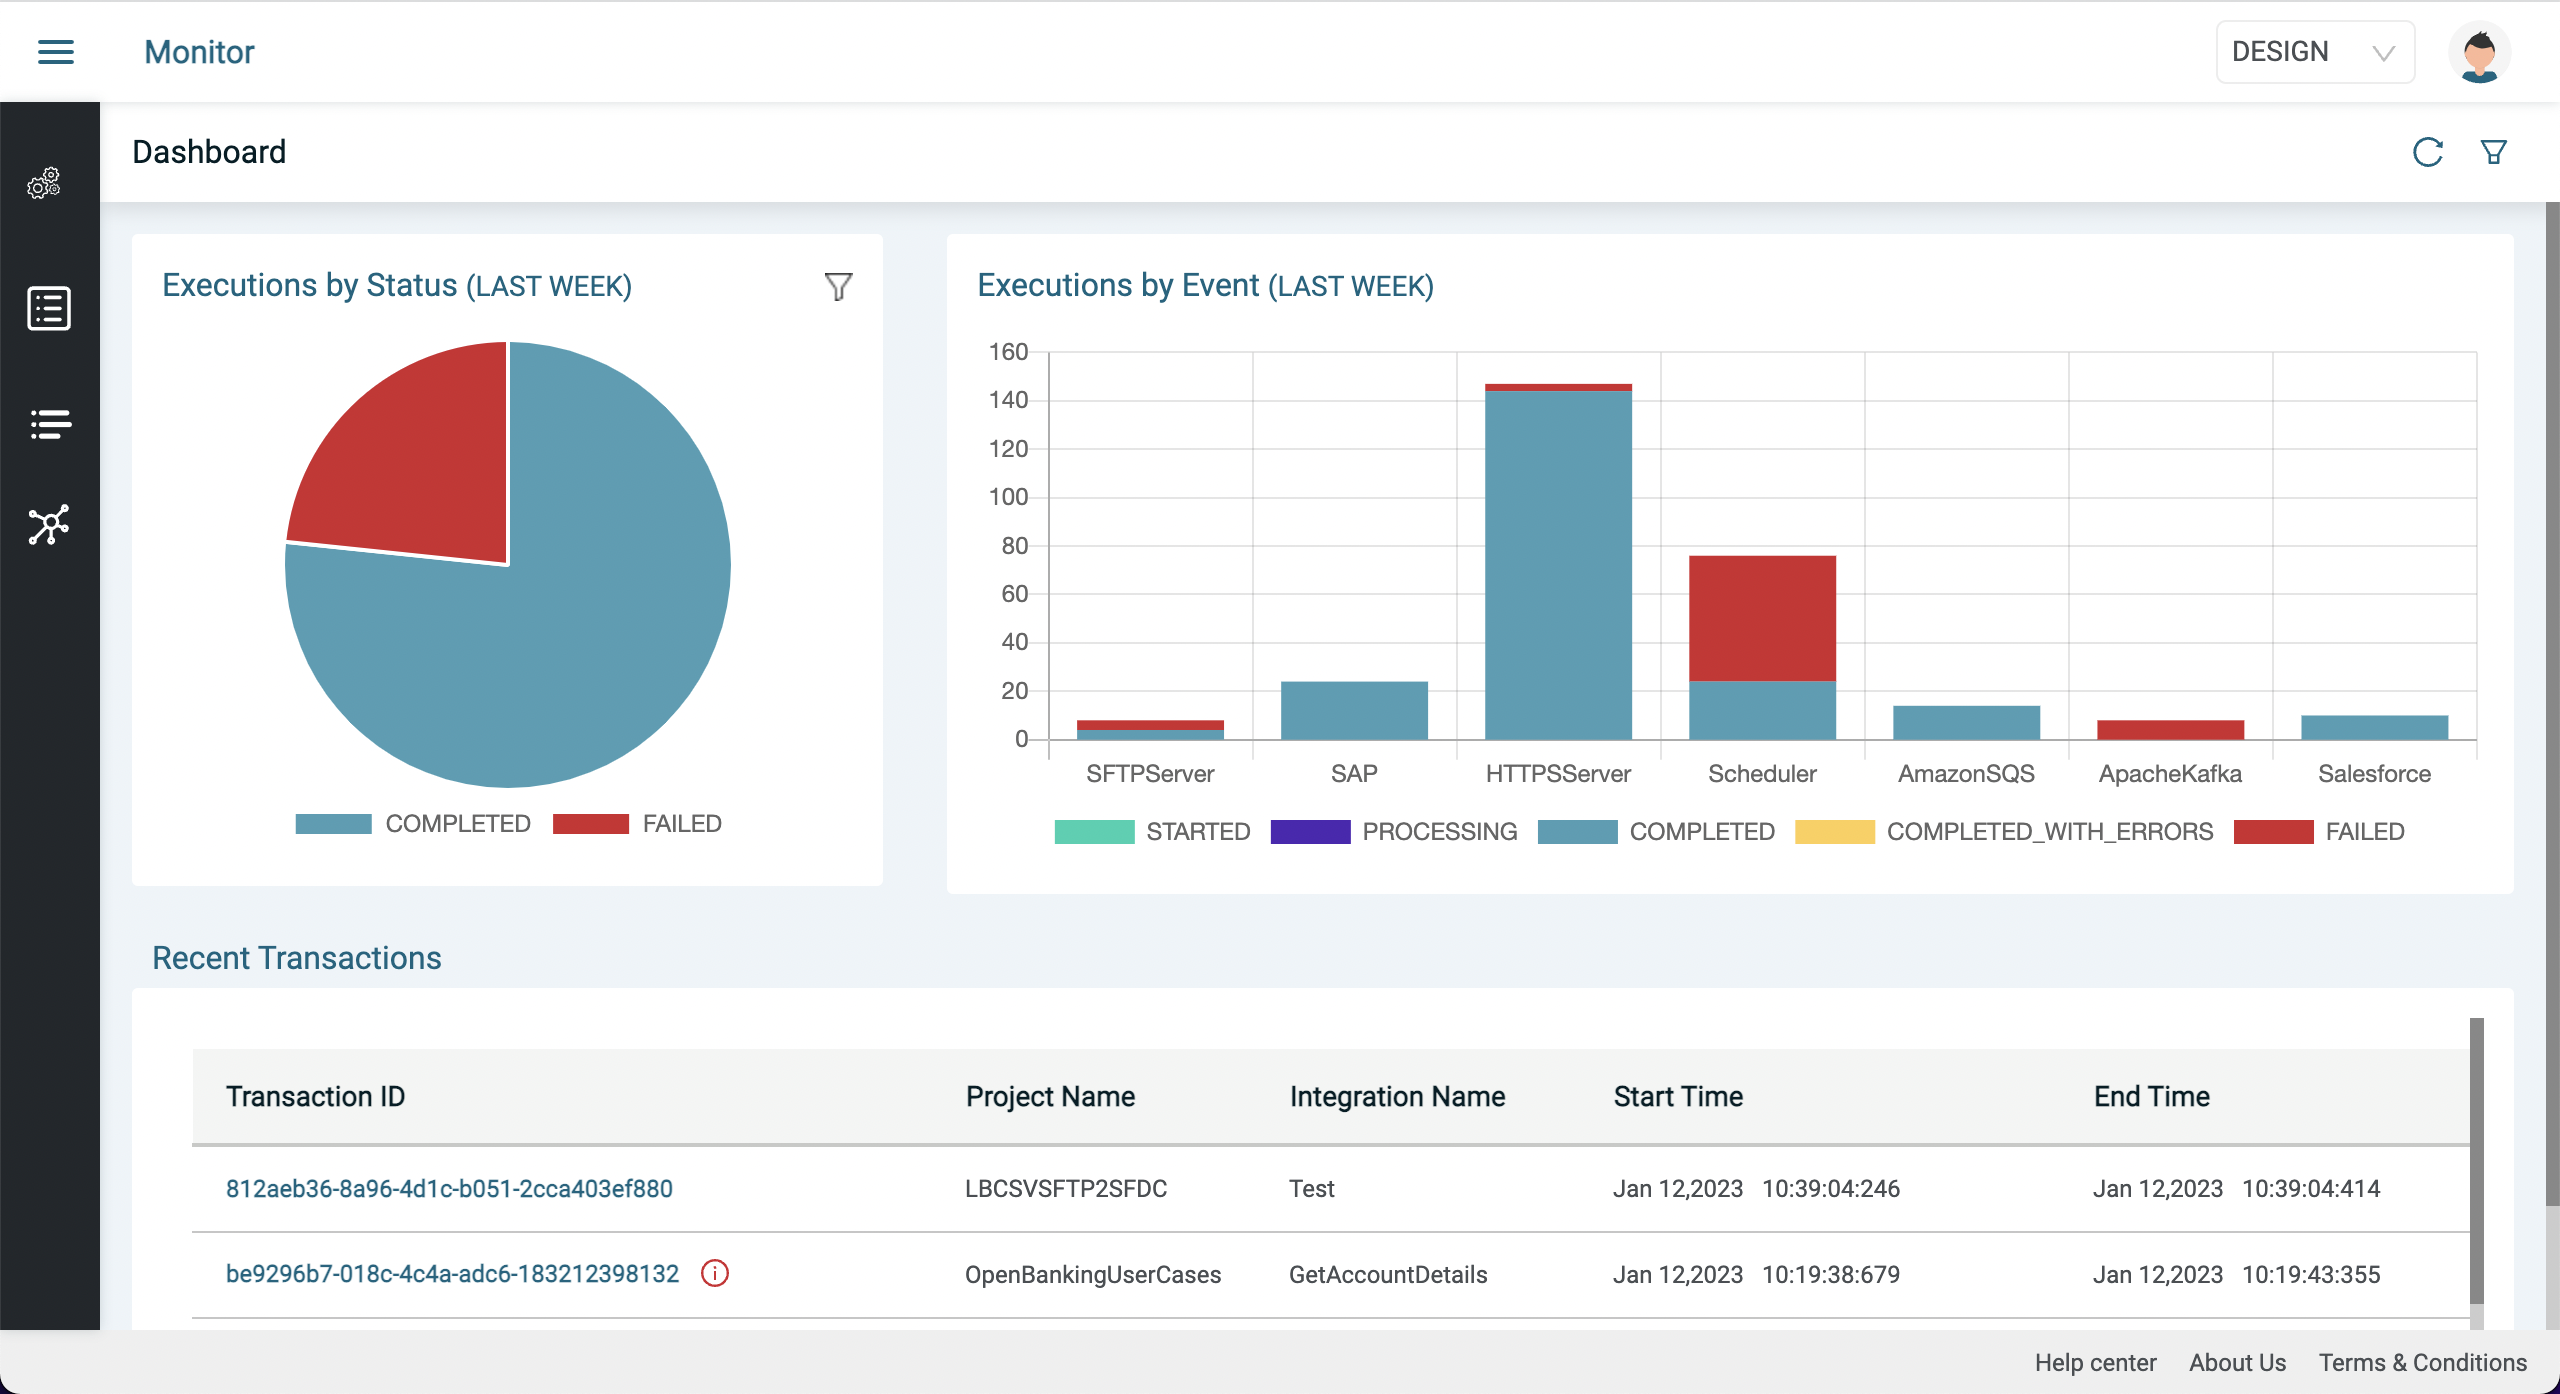 Monitor
DESIGN
Dashboard
Executions by Status (LAST WEEK)
COMPLETED FAILED
Executions by Event (LAST WEEK)
160
140
120
100
80
60
40
20
0
SFTPServer SAP HTTPSServer Scheduler AmazonSQS ApacheKafka Salesforce
STARTED PROCESSING COMPLETED COMPLETED_WITH_ERRORS FAILED
Recent Transactions
Transaction ID Project Name Integration Name Start Time End Time
812aeb36-8a96-4d1c-b051-2cca403ef880 LBCSVSFTP2SFDC Test Jan 12,2023 10:39:04:246 Jan 12,2023 10:39:04:414
be9296b7-018c-4c4a-adc6-183212398132 OpenBankingUserCases GetAccountDetails Jan 12,2023 10:19:38:679 Jan 12,2023 10:19:43:355
Help center About Us Terms & Conditions